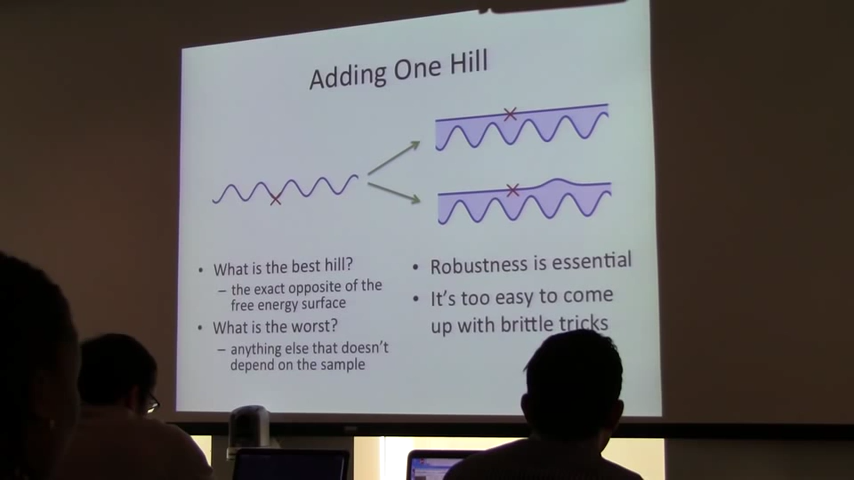 Adding One Hill
• What is the best hill?
– the exact opposite of the
free energy surface
• What is the worst?
– anything else that doesn't
depend on the sample
• Robustness is essential
• It's too easy to come
up with brittle tricks